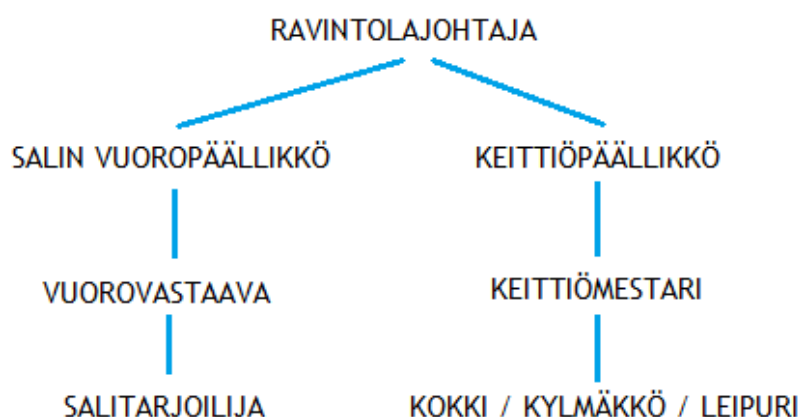 RAVINTOLAJOHTAJA
SALIN VUOROPÄÄLLIKKÖ
KEITTIÖPÄÄLLIKKÖ
VUOROVASTAAVA
KEITTIÖMESTARI
SALITARJOILIJA
KOKKI / KYLMÄKKÖ / LEIPURI